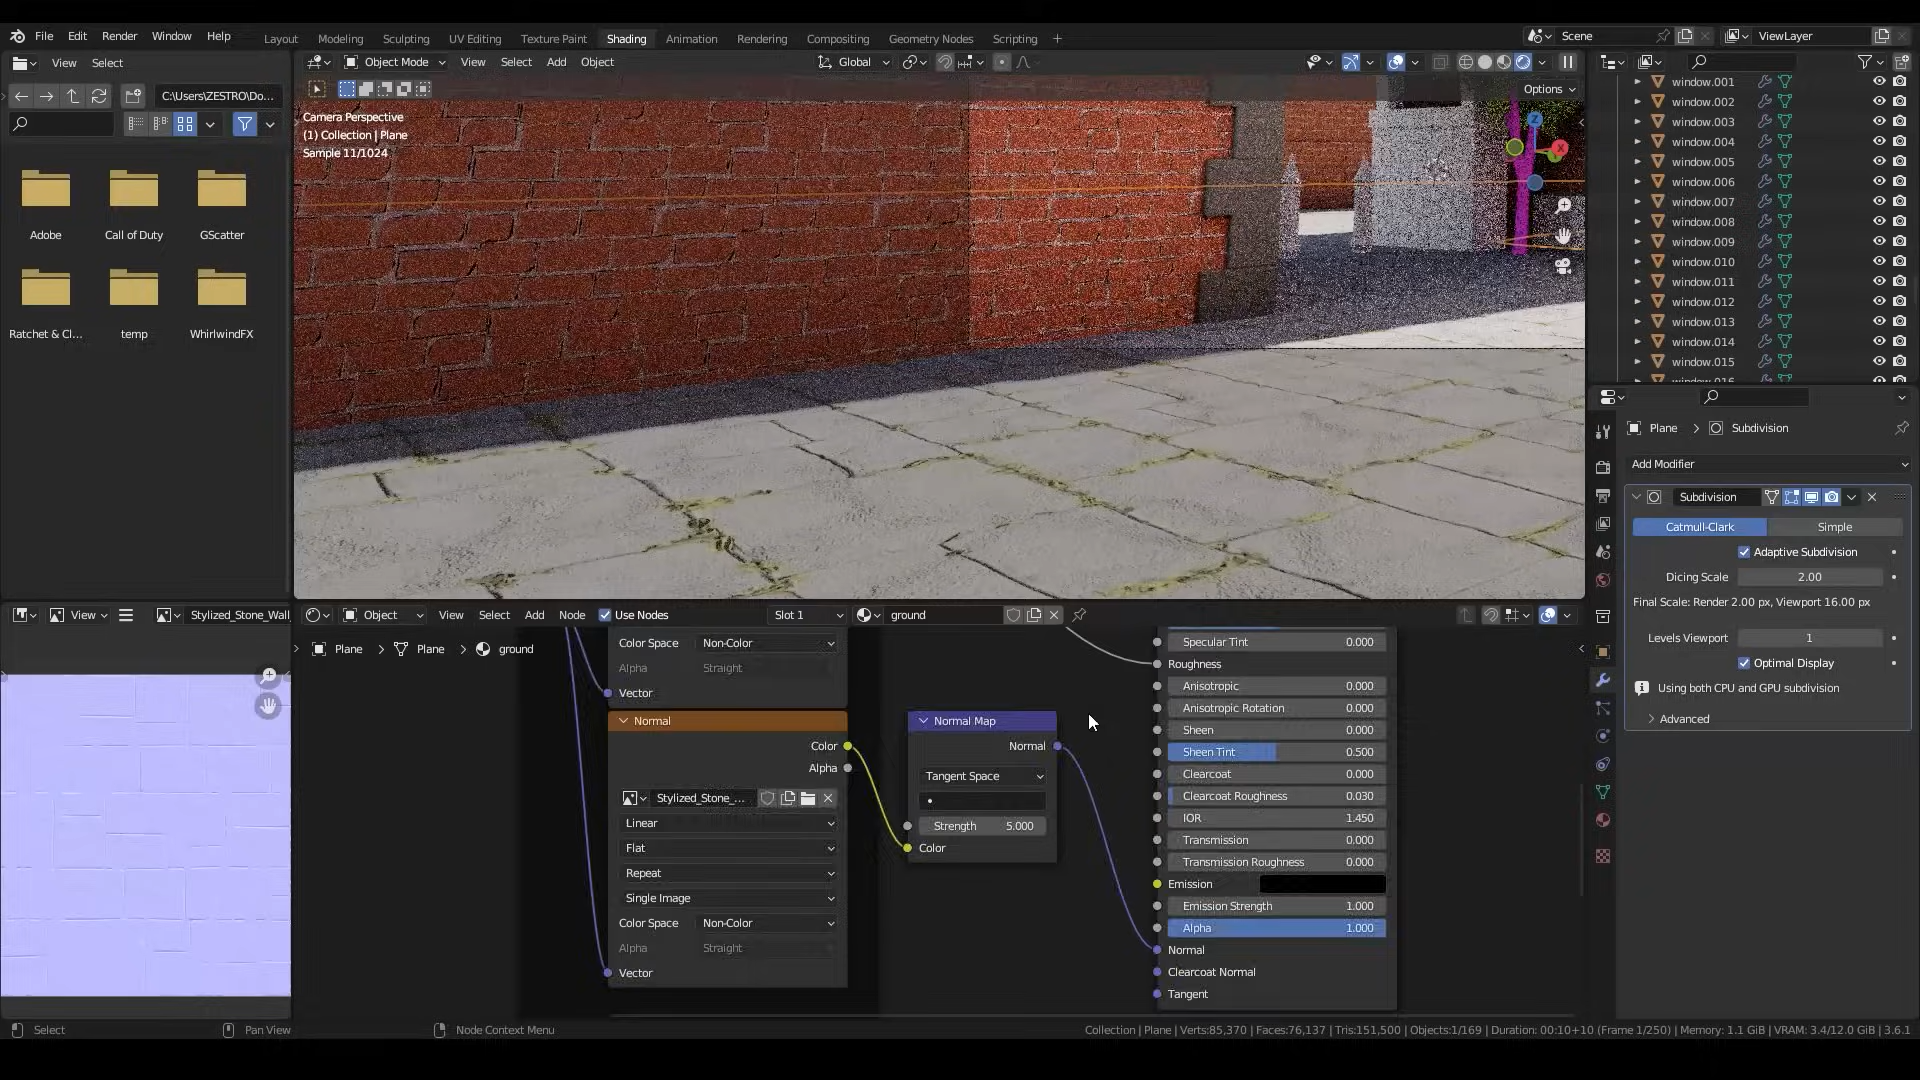 File Edit Render Window Help
Layout Modeling Sculpting UV Editing Texture Paint Shading Animation Rendering Compositing Geometry Nodes Scripting +
Scene
ViewLayer
View Select
C:\Users\ZESTRO\Do...
Adobe Call of Duty GScatter
Ratchet & Cl... temp WhirlwindFX
Object Mode View Select Add Object
Global
Options
Camera Perspective
(1) Collection | Plane
Sample 11/1024
Z
X
window.001
window.002
window.003
window.004
window.005
window.006
window.007
window.008
window.009
window.010
window.011
window.012
window.013
window.014
window.015
window.016
Plane > Subdivision
Add Modifier
Subdivision
Catmull-Clark Simple
Adaptive Subdivision
Dicing Scale 2.00
Final Scale: Render 2.00 px, Viewport 16.00 px
Levels Viewport 1
Optimal Display
Using both CPU and GPU subdivision
Advanced
View Stylized_Stone_Wall
Object View Select Add Node Use Nodes Slot 1 ground
Plane > Plane > ground
Color Space Non-Color
Alpha Straight
Vector
Normal
Color
Alpha
Stylized_Stone_...
Linear
Flat
Repeat
Single Image
Color Space Non-Color
Alpha Straight
Vector
Normal Map
Normal
Tangent Space
Strength 5.000
Color
Specular Tint 0.000
Roughness
Anisotropic 0.000
Anisotropic Rotation 0.000
Sheen 0.000
Sheen Tint 0.500
Clearcoat 0.000
Clearcoat Roughness 0.030
IOR 1.450
Transmission 0.000
Transmission Roughness 0.000
Emission
Emission Strength 1.000
Alpha 1.000
Normal
Clearcoat Normal
Tangent
Select Pan View Node Context Menu
Collection | Plane | Verts:85,370 | Faces:76,137 | Tris:151,500 | Objects:1/169 | Duration: 00:10+10 (Frame 1/250) | Memory: 1.1 GiB | VRAM: 3.4/12.0 GiB | 3.6.1